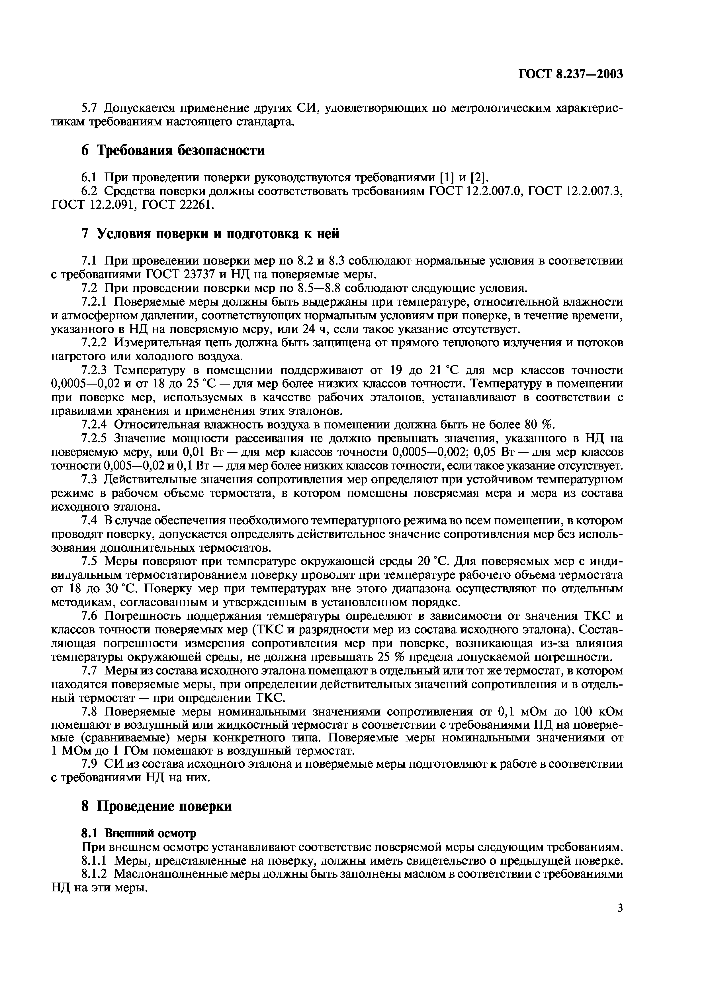 ГОСТ 8.237—2003
5.7 Допускается применение других СИ, удовлетворяющих по метрологическим характерис-
тикам требованиям настоящего стандарта.
6 Требования безопасности
6.1 При проведении поверки руководствуются требованиями [1] и [2].
6.2 Средства поверки должны соответствовать требованиям ГОСТ 12.2.007.0, ГОСТ 12.2.007.3,
ГОСТ 12.2.091, ГОСТ 22261.
7 Условия поверки и подготовка к ней
7.1 При проведении поверки мер по 8.2 и 8.3 соблюдают нормальные условия в соответствии
с требованиями ГОСТ 23737 и НД на поверяемые меры.
7.2 При проведении поверки мер по 8.5—8.8 соблюдают следующие условия.
7.2.1 Поверяемые меры должны быть выдержаны при температуре, относительной влажности
и атмосферном давлении, соответствующих нормальным условиям при поверке, в течение времени,
указанного в НД на поверяемую меру, или 24 ч, если такое указание отсутствует.
7.2.2 Измерительная цепь должна быть защищена от прямого теплового излучения и потоков
нагретого или холодного воздуха.
7.2.3 Температуру в помещении поддерживают от 19 до 21 °С для мер классов точности
0,0005—0,02 и от 18 до 25 °С — для мер более низких классов точности. Температуру в помещении
при поверке мер, используемых в качестве рабочих эталонов, устанавливают в соответствии с
правилами хранения и применения этих эталонов.
7.2.4 Относительная влажность воздуха в помещении должна быть не более 80 %.
7.2.5 Значение мощности рассеивания не должно превышать значения, указанного в НД на
поверяемую меру, или 0,01 Вт — для мер классов точности 0,0005—0,002; 0,05 Вт — для мер классов
точности 0,005—0,02 и 0,1 Вт — для мер более низких классов точности, если такое указание отсутствует.
7.3 Действительные значения сопротивления мер определяют при устойчивом температурном
режиме в рабочем объеме термостата, в котором помещены поверяемая мера и мера из состава
исходного эталона.
7.4 В случае обеспечения необходимого температурного режима во всем помещении, в котором
проводят поверку, допускается определять действительное значение сопротивления мер без исполь-
зования дополнительных термостатов.
7.5 Меры поверяют при температуре окружающей среды 20 °С. Для поверяемых мер с инди-
видуальным термостатированием поверку проводят при температуре рабочего объема термостата
от 18 до 30 °С. Поверку мер при температурах вне этого диапазона осуществляют по отдельным
методикам, согласованным и утвержденным в установленном порядке.
7.6 Погрешность поддержания температуры определяют в зависимости от значения ТКС и
классов точности поверяемых мер (ТКС и разрядности мер из состава исходного эталона). Состав-
ляющая погрешности измерения сопротивления мер при поверке, возникающая из-за влияния
температуры окружающей среды, не должна превышать 25 % предела допускаемой погрешности.
7.7 Меры из состава исходного эталона помещают в отдельный или тот же термостат, в котором
находятся поверяемые меры, при определении действительных значений сопротивления и в отдель-
ный термостат — при определении ТКС.
7.8 Поверяемые меры номинальными значениями сопротивления от 0,1 мОм до 100 кОм
помещают в воздушный или жидкостный термостат в соответствии с требованиями НД на поверяе-
мые (сравниваемые) меры конкретного типа. Поверяемые меры номинальными значениями от
1 МОм до 1 ГОм помещают в воздушный термостат.
7.9 СИ из состава исходного эталона и поверяемые меры подготовляют к работе в соответствии
с требованиями НД на них.
8 Проведение поверки
8.1 Внешний осмотр
При внешнем осмотре устанавливают соответствие поверяемой меры следующим требованиям.
8.1.1 Меры, представленные на поверку, должны иметь свидетельство о предыдущей поверке.
8.1.2 Маслонаполненные меры должны быть заполнены маслом в соответствии с требованиями
НД на эти меры.
3